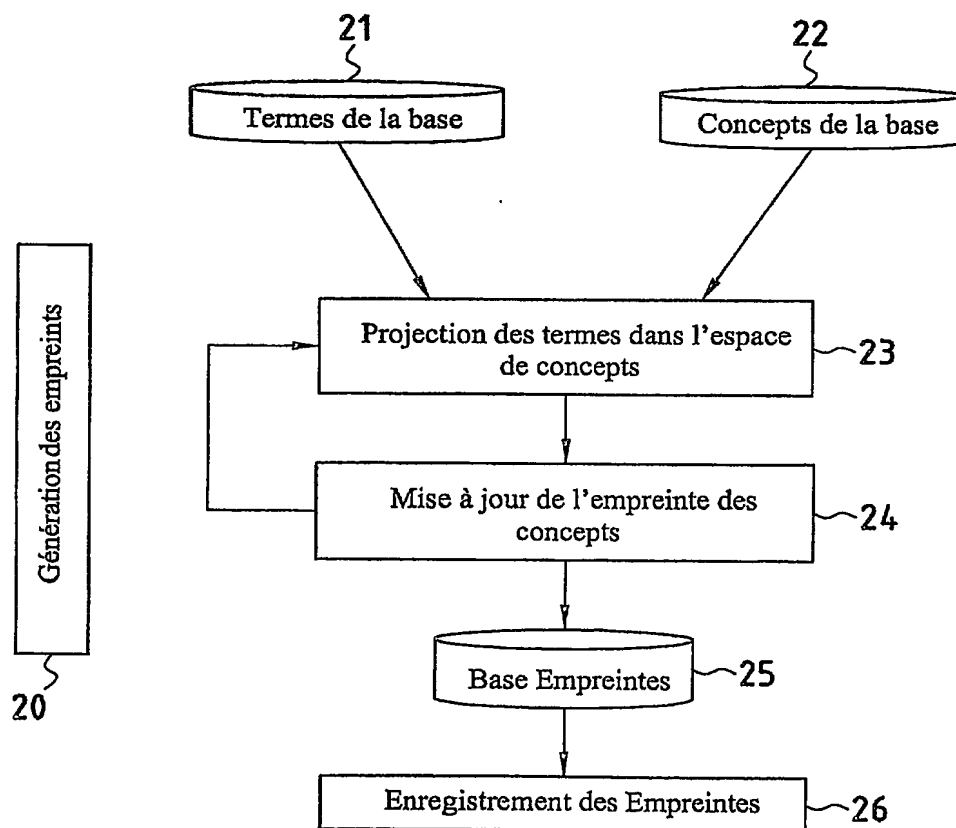 21
22
Termes de la base
Concepts de la base
Projection des termes dans l'espace
de concepts
23
Génération des empreints
Mise à jour de l'empreinte des
concepts
24
Base Empreintes
25
20
Enregistrement des Empreintes
26